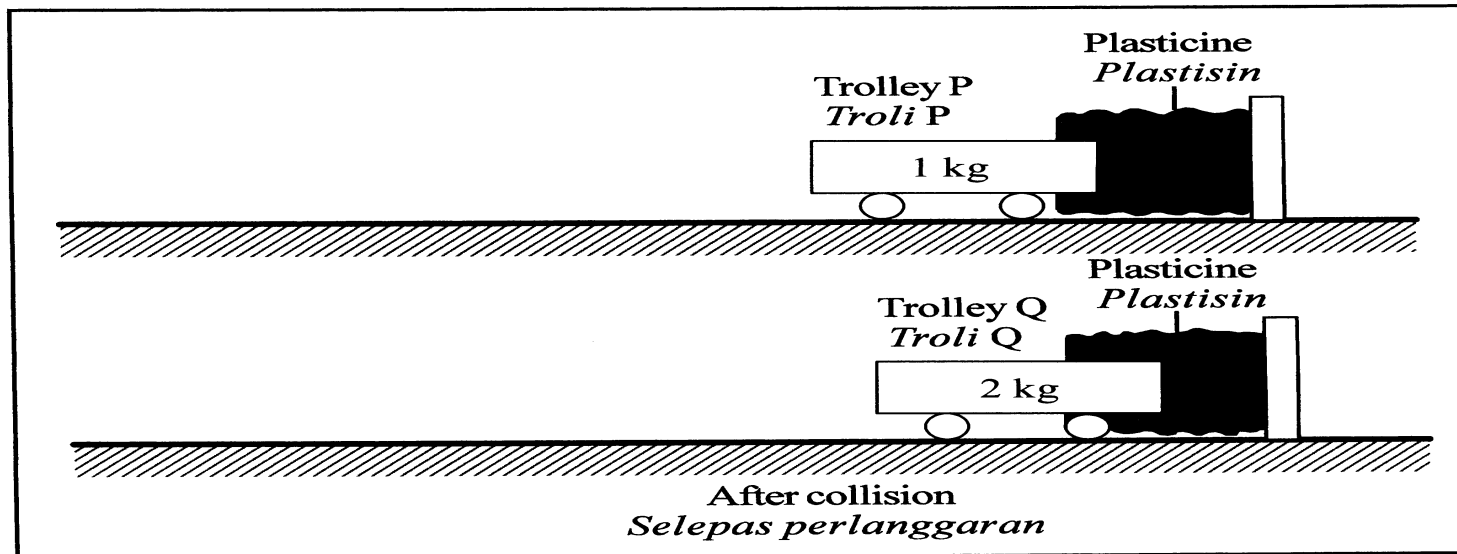 Plasticine
Plastisin
Trolley P
Troli P
1 kg
Plasticine
Plastisin
Trolley Q
Troli Q
2 kg
After collision
Selepas perlanggaran